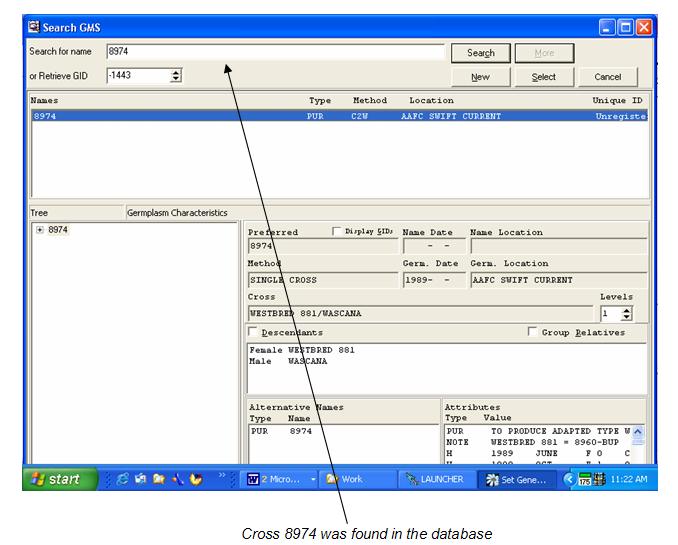 Search GMS
Search for name 8974 Search More
or Retrieve GID -1443 New Select Cancel
Names Type Method Location Unique ID
8974 PUR C2W AAFC SWIFT CURRENT Unregiste
Tree Germplasm Characteristics
8974
Preferred Display GIDs Name Date Name Location
8974 - -
Method Germ. Date Germ. Location
SINGLE CROSS 1989- - AAFC SWIFT CURRENT
Cross Levels
WESTBRED 881/WASCANA 1
Descendants Group Relatives
Female WESTBRED 881
Male WASCANA
Alternative Names Attributes
Type Name Type Value
PUR 8974 PUR TO PRODUCE ADAPTED TYPE W
NOTE WESTBRED 881 = 8960-BUP
H 1989 JUNE F 0 C
start 2 Micro... Work LAUNCHER Set Gene... 175 11:22 AM
Cross 8974 was found in the database